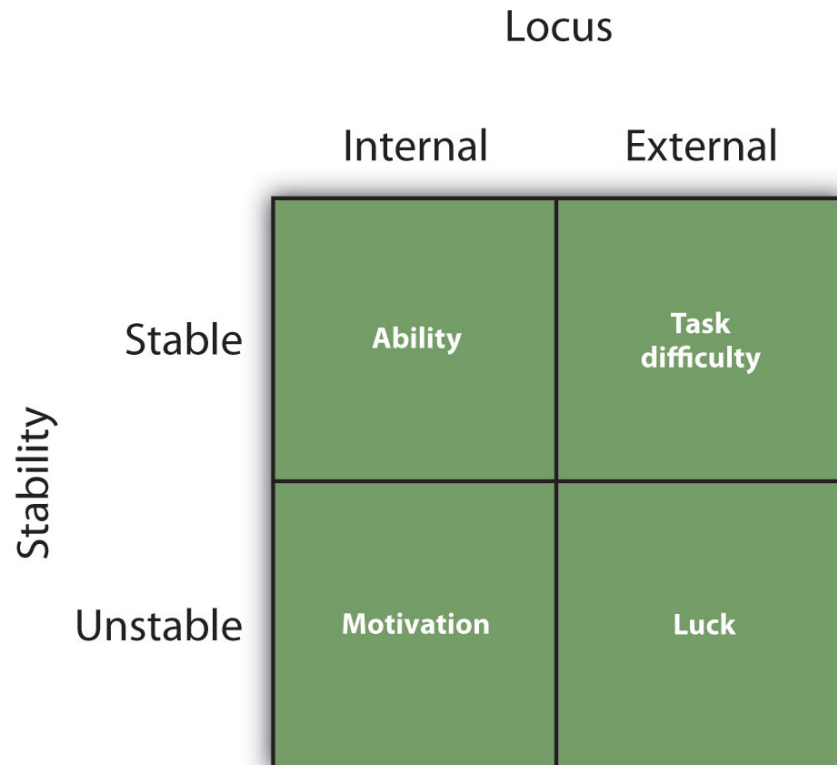 Locus
Internal External
Stability
Stable
Ability
Task
difficulty
Unstable
Motivation
Luck